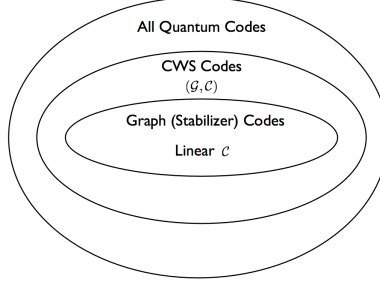 All Quantum Codes
CWS Codes
(𝒢,𝒞)
Graph (Stabilizer) Codes
Linear 𝒞